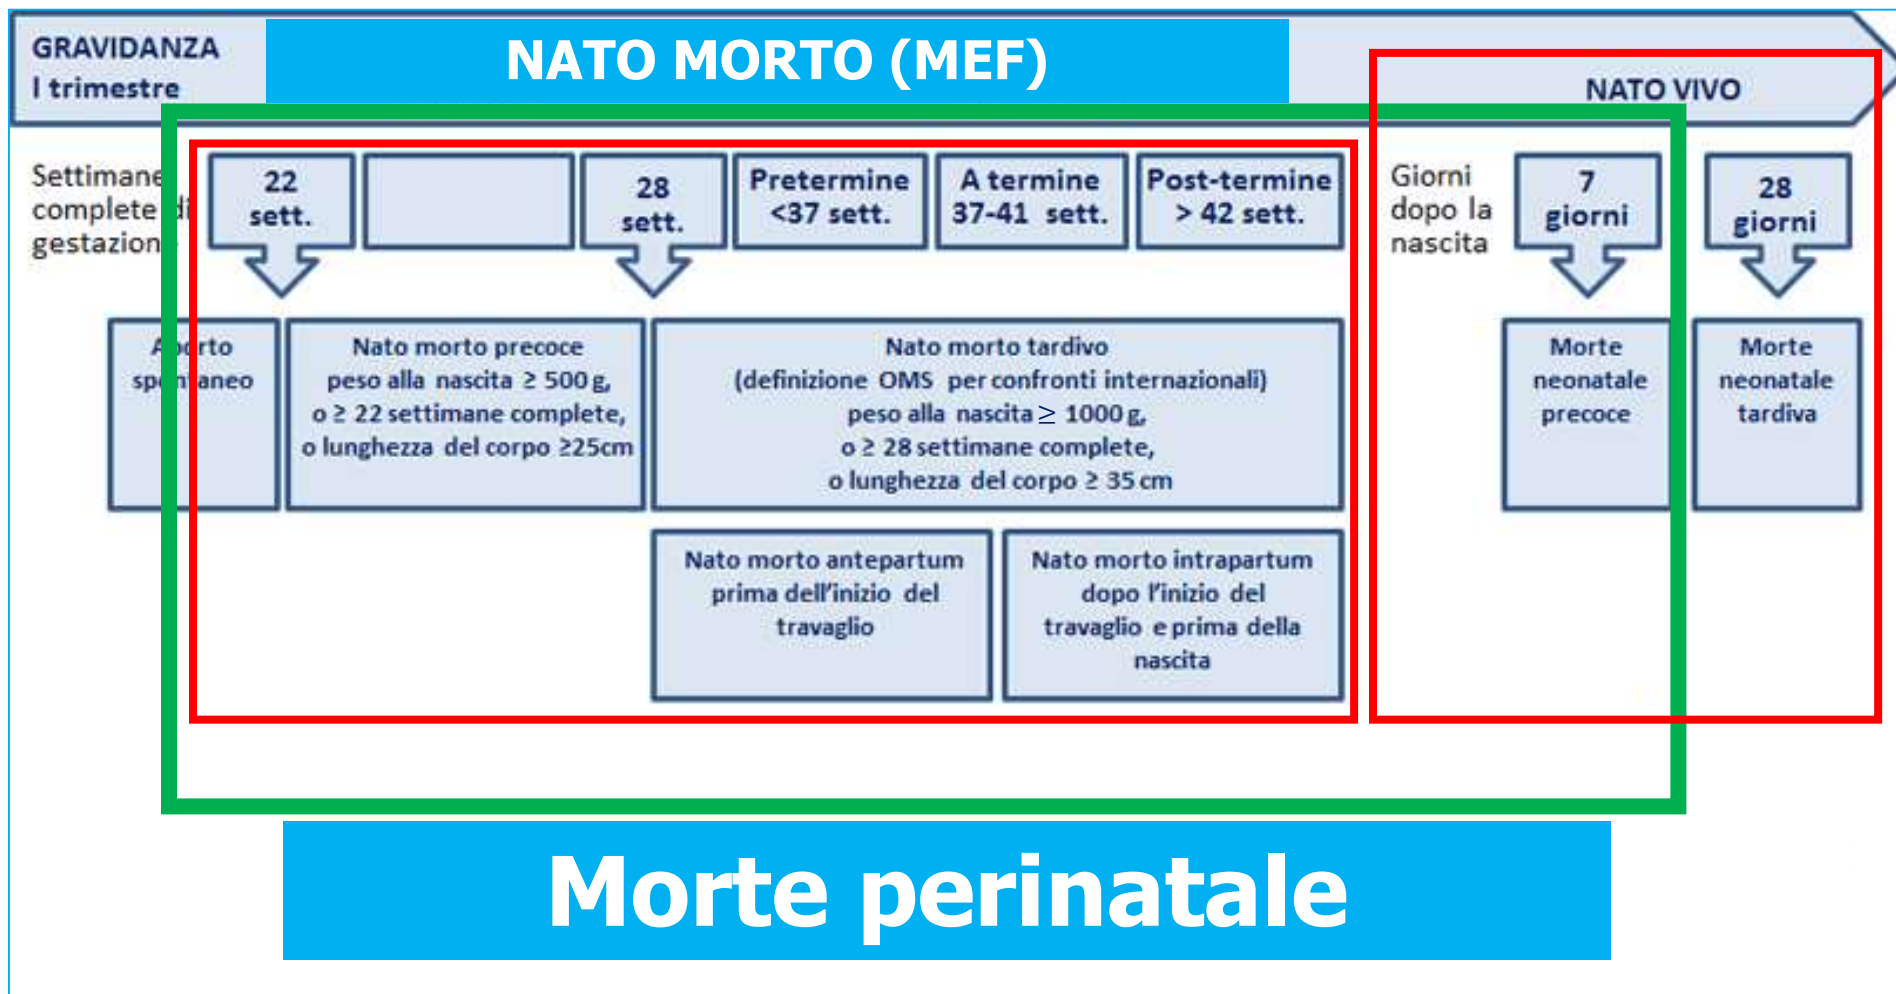 GRAVIDANZA
I trimestre
NATO MORTO (MEF)
NATO VIVO
Settimane
complete di
gestazione
22
sett.
28
sett.
Pretermine
<37 sett.
A termine
37-41 sett.
Post-termine
> 42 sett.
Giorni
dopo la
nascita
7
giorni
28
giorni
Aborto
spontaneo
Nato morto precoce
peso alla nascita ≥ 500 g,
o ≥ 22 settimane complete,
o lunghezza del corpo ≥25cm
Nato morto tardivo
(definizione OMS per confronti internazionali)
peso alla nascita ≥ 1000 g,
o ≥ 28 settimane complete,
o lunghezza del corpo ≥ 35 cm
Morte
neonatale
precoce
Morte
neonatale
tardiva
Nato morto antepartum
prima dell'inizio del
travaglio
Nato morto intrapartum
dopo l'inizio del
travaglio e prima della
nascita
Morte perinatale